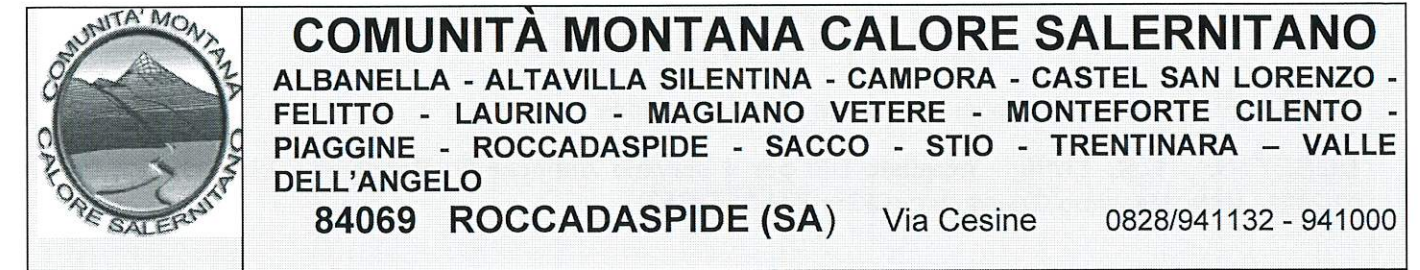 COMUNITA' MONTANA
CALORE SALERNITANO
COMUNITÀ MONTANA CALORE SALERNITANO
ALBANELLA - ALTAVILLA SILENTINA - CAMPORA - CASTEL SAN LORENZO -
FELITTO - LAURINO - MAGLIANO VETERE - MONTEFORTE CILENTO -
PIAGGINE - ROCCADASPIDE - SACCO - STIO - TRENTINARA – VALLE
DELL'ANGELO
84069 ROCCADASPIDE (SA) Via Cesine 0828/941132 - 941000